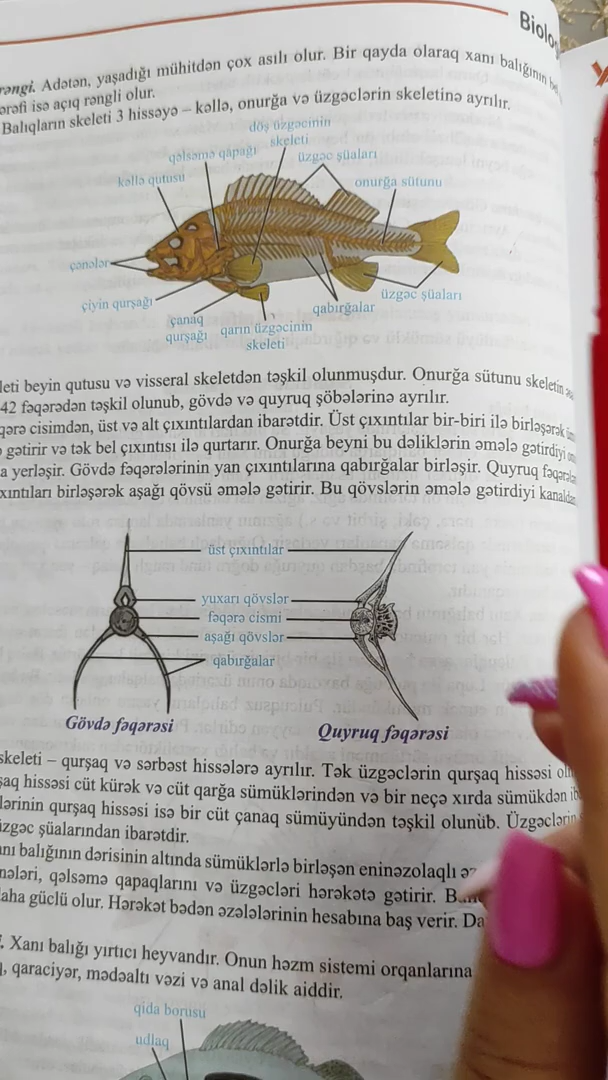 Biolo
rəngi. Adətən, yaşadığı mühitdən çox asılı olur. Bir qayda olaraq xanı balığının
ərəfi isə açıq rəngli olur.
Balıqların skeleti 3 hissəyə – kəllə, onurğa və üzgəclərin skeletinə ayrılır.
döş üzgəcinin
skeleti
qəlsəmə qapağı
üzgəc şüaları
kəllə qutusu
onurğa sütunu
çənələr
çiyin qurşağı
üzgəc şüaları
qabırğalar
çanaq
qurşağı
qarın üzgəcinin
skeleti
leti beyin qutusu və visseral skeletdən təşkil olunmuşdur. Onurğa sütunu skeletin
42 fəqərədən təşkil olunub, gövdə və quyruq şöbələrinə ayrılır.
qərə cisimdən, üst və alt çıxıntılardan ibarətdir. Üst çıxıntılar bir-biri ilə birləşərək
gətirir və tək bel çıxıntısı ilə qurtarır. Onurğa beyni bu dəliklərin əmələ gətirdiyi
a yerləşir. Gövdə fəqərələrinin yan çıxıntılarına qabırğalar birləşir. Quyruq
xıntıları birləşərək aşağı qövsü əmələ gətirir. Bu qövslərin əmələ gətirdiyi
üst çıxıntılar
yuxarı qövslər
fəqərə cismi
aşağı qövslər
qabırğalar
Gövdə fəqərəsi
Quyruq fəqərəsi
skeleti – qurşaq və sərbəst hissələrə ayrılır. Tək üzgəclərin qurşaq hissəsi
şaq hissəsi cüt kürək və cüt qarğa sümüklərindən və bir neçə xırda sümükdən
lərinin qurşaq hissəsi isə bir cüt çanaq sümüyündən təşkil olunub. Üzgəclərin
izgəc şüalarından ibarətdir.
anı balığının dərisinin altında sümüklərlə birləşən eninəzolaqlı
nələri, qəlsəmə qapaqlarını və üzgəcləri hərəkətə gətirir.
laha güclü olur. Hərəkət bədən əzələlərinin hesabına baş verir. Da
. Xanı balığı yırtıcı heyvandır. Onun həzm sistemi orqanlarına
, qaraciyər, mədəaltı vəzi və anal dəlik aiddir.
qida borusu
udlaq